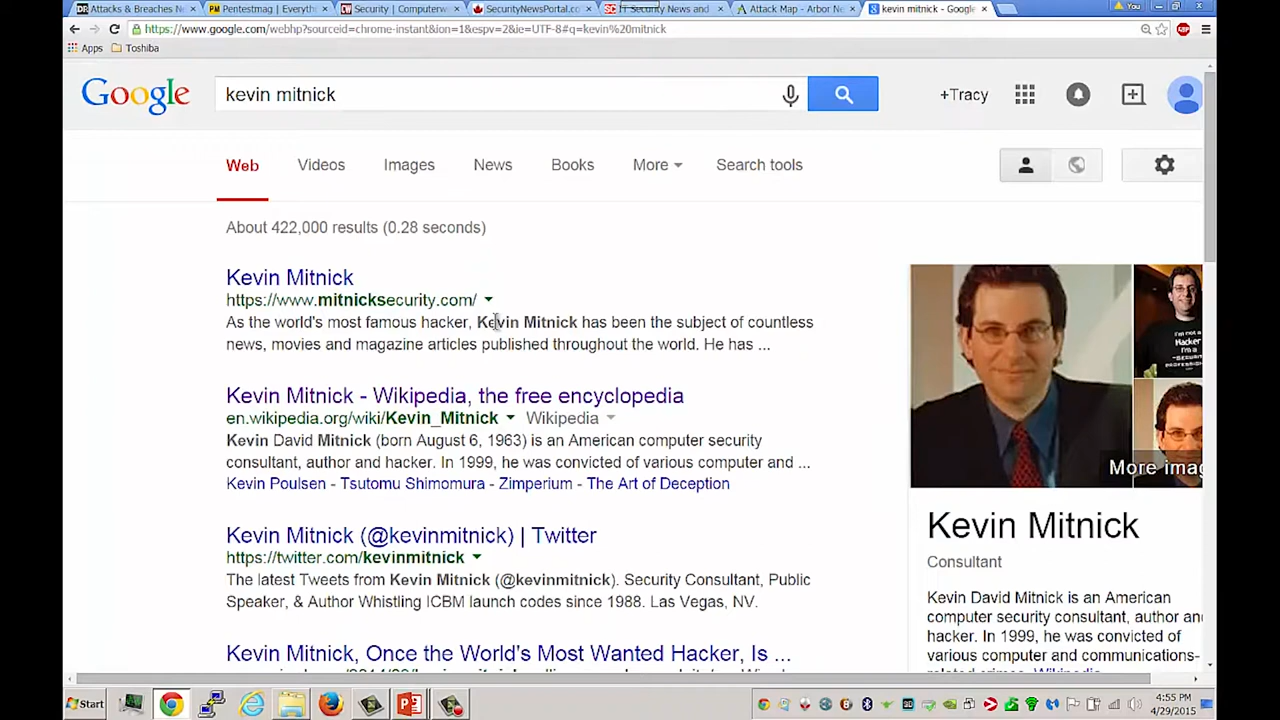 Attacks & Breaches New
Pentestmag | Everythi
Security | Computerw
SecurityNewsPortal.co
IT Security News and
Attack Map - Arbor Ne
kevin mitnick - Google
You
https://www.google.com/webhp?sourceid=chrome-instant&ion=1&espv=2&ie=UTF-8#q=kevin%20mitnick
Apps Toshiba
Google
kevin mitnick
+Tracy
Web Videos Images News Books More Search tools
About 422,000 results (0.28 seconds)
Kevin Mitnick
https://www.mitnicksecurity.com/
As the world's most famous hacker, Kevin Mitnick has been the subject of countless
news, movies and magazine articles published throughout the world. He has ...
Kevin Mitnick - Wikipedia, the free encyclopedia
en.wikipedia.org/wiki/Kevin_Mitnick Wikipedia
Kevin David Mitnick (born August 6, 1963) is an American computer security
consultant, author and hacker. In 1999, he was convicted of various computer and ...
Kevin Poulsen - Tsutomu Shimomura - Zimperium - The Art of Deception
Kevin Mitnick (@kevinmitnick) | Twitter
https://twitter.com/kevinmitnick
The latest Tweets from Kevin Mitnick (@kevinmitnick). Security Consultant, Public
Speaker, & Author Whistling ICBM launch codes since 1988. Las Vegas, NV.
Kevin Mitnick, Once the World's Most Wanted Hacker, Is ...
More imag
Kevin Mitnick
Consultant
Kevin David Mitnick is an American
computer security consultant, author and
hacker. In 1999, he was convicted of
various computer and communications-
related crimes. Wikipedia
Start
4:55 PM
4/29/2015